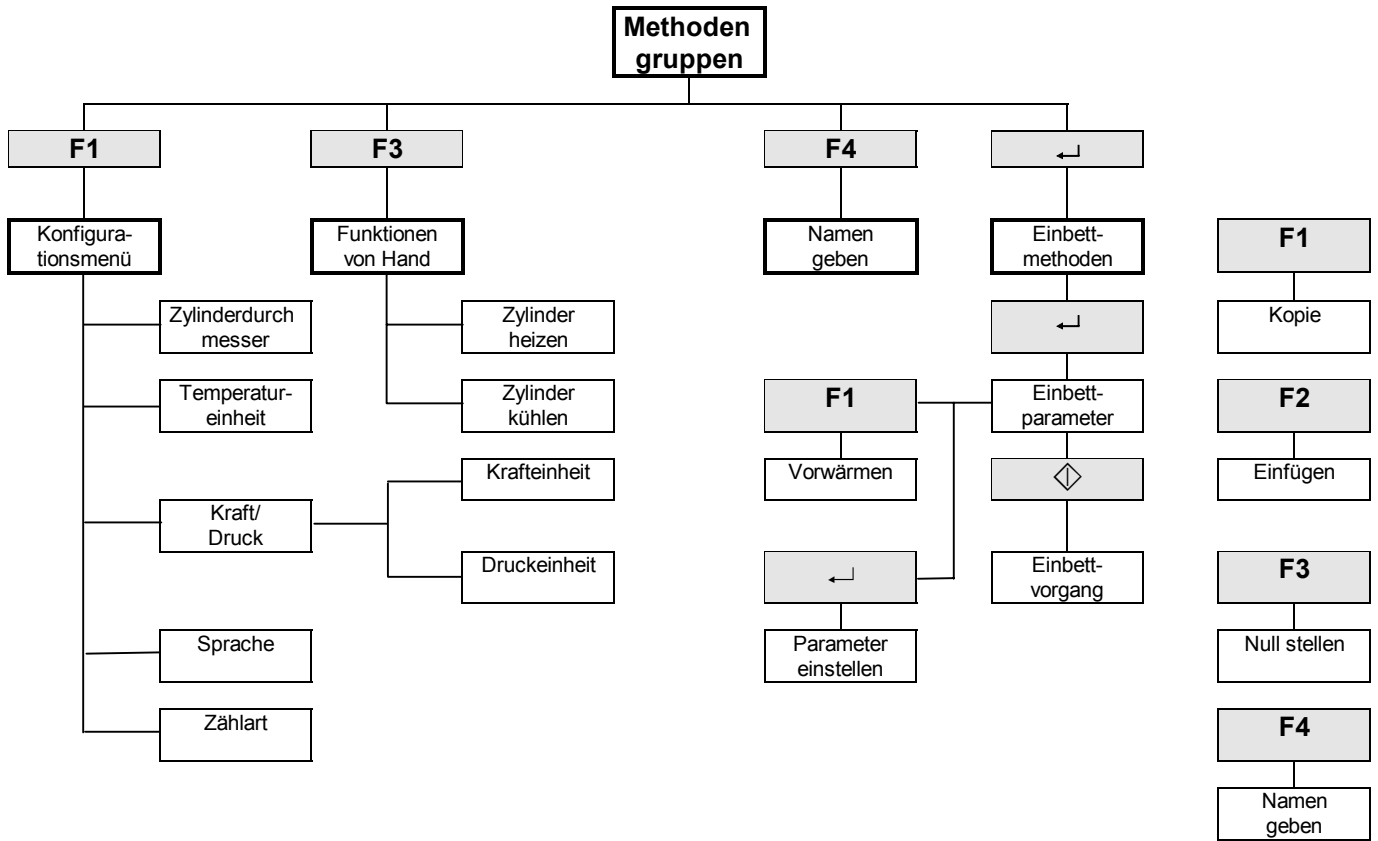 Methoden
gruppen
F1
F3
F4
Konfigura-
tionsmenü
Funktionen
von Hand
Namen
geben
Einbett-
methoden
F1
Kopie
Zylinderdurch
messer
Zylinder
heizen
Temperatur-
einheit
Zylinder
kühlen
F1
Vorwärmen
Einbett-
parameter
F2
Einfügen
Kraft/
Druck
Krafteinheit
Druckeinheit
Einbett-
vorgang
F3
Null stellen
Sprache
Parameter
einstellen
Zählart
F4
Namen
geben